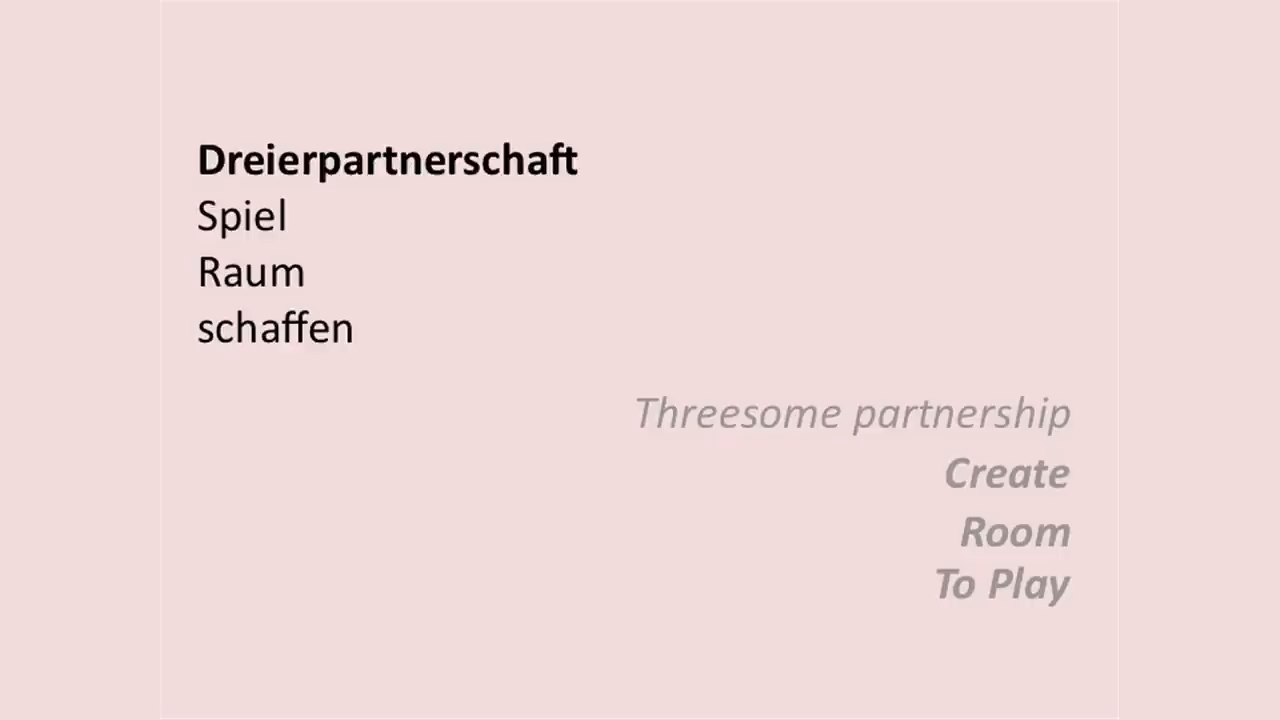 Dreierpartnerschaft
Spiel
Raum
schaffen
Threesome partnership
Create
Room
To Play